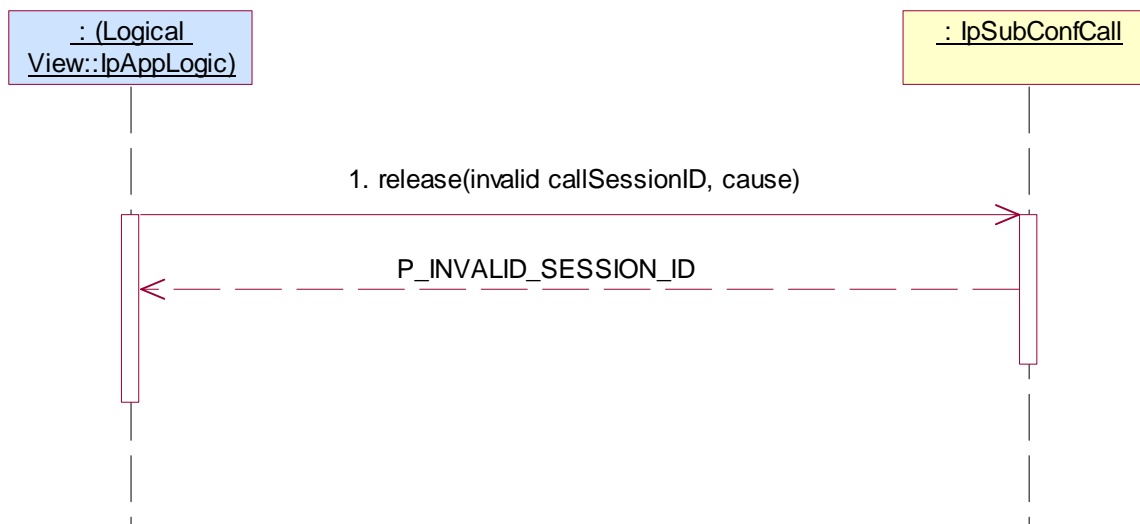 : (Logical
View::IpAppLogic)
: IpSubConfCall
1. release(invalid callSessionID, cause)
P_INVALID_SESSION_ID